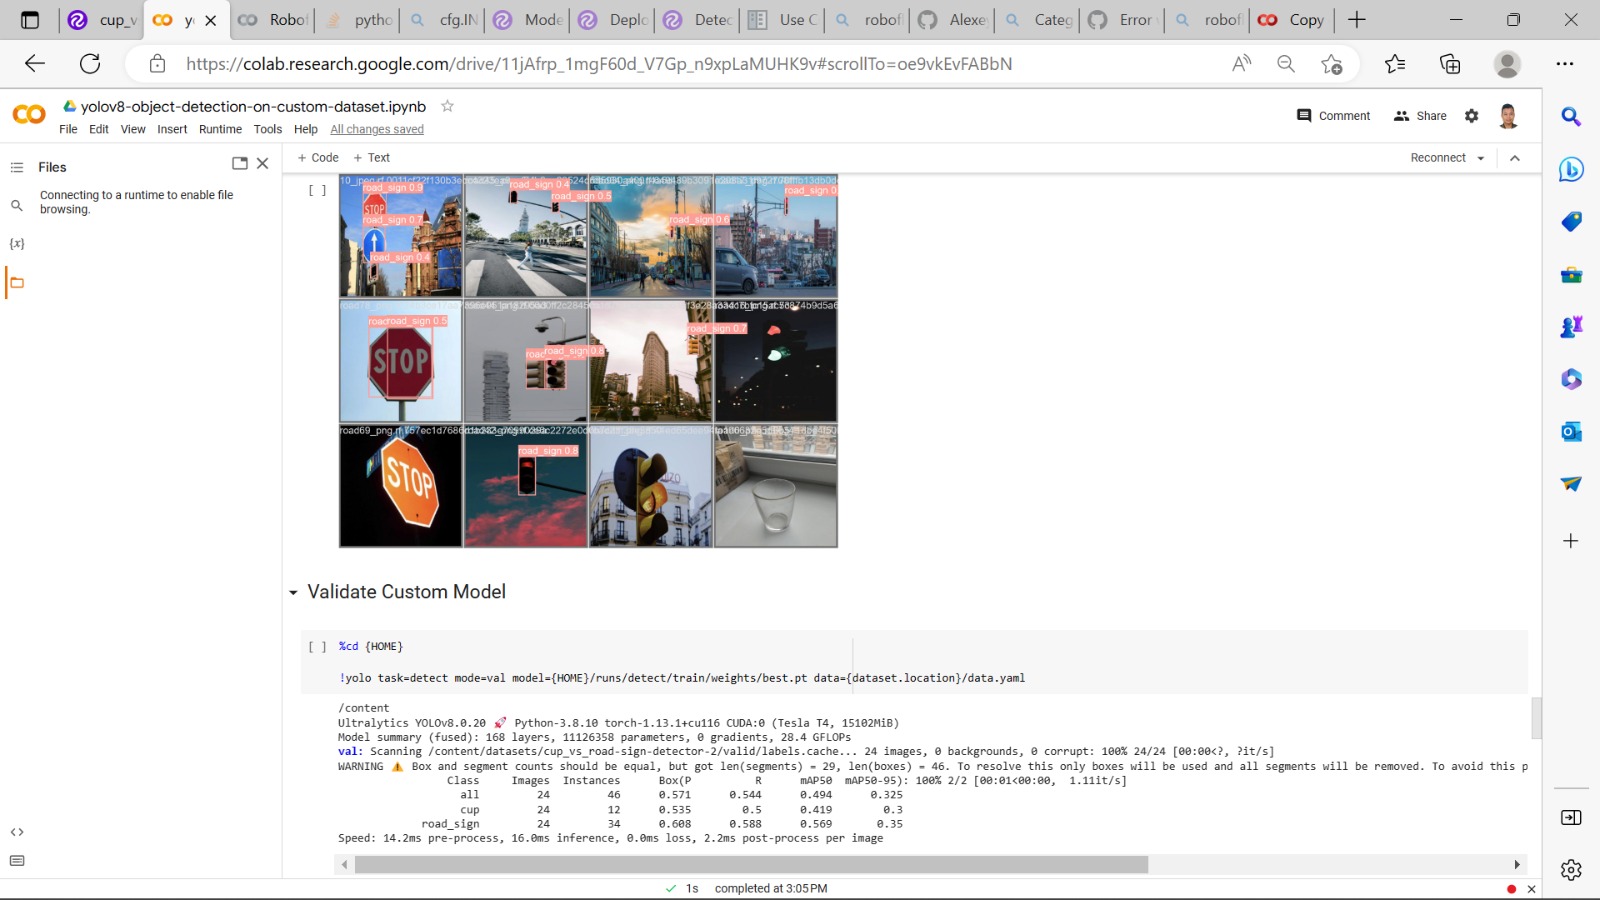 cup_v
Robof
pytho
cfg.IN
Mode
Deplo
Detec
Use C
robofl
Alexe
Categ
Error
robofl
Copy
https://colab.research.google.com/drive/11jAfrp_1mgF60d_V7Gp_n9xpLaMUHK9v#scrollTo=oe9vkEvFABbN
yolov8-object-detection-on-custom-dataset.ipynb
File Edit View Insert Runtime Tools Help All changes saved
Comment Share
Files
+ Code + Text
Reconnect
Connecting to a runtime to enable file
browsing.
{x}
[ ]
road_sign 0.9
road_sign 0.4
road_sign 0.5
road_sign 0
STOP
road_sign 0.7
road_sign 0.6
road_sign 0.4
road_sign 0.5
road_sign 0.7
road_sign 0.8
STOP
road_sign 0.8
STOP
Validate Custom Model
[ ] %cd {HOME}
!yolo task=detect mode=val model={HOME}/runs/detect/train/weights/best.pt data={dataset.location}/data.yaml
/content
Ultralytics YOLOv8.0.20 🚀 Python-3.8.10 torch-1.13.1+cu116 CUDA:0 (Tesla T4, 15102MiB)
Model summary (fused): 168 layers, 11126358 parameters, 0 gradients, 28.4 GFLOPs
val: Scanning /content/datasets/cup_vs_road-sign-detector-2/valid/labels.cache... 24 images, 0 backgrounds, 0 corrupt: 100% 24/24 [00:00<?, ?it/s]
WARNING ⚠️ Box and segment counts should be equal, but got len(segments) = 29, len(boxes) = 46. To resolve this only boxes will be used and all segments will be removed. To avoid this p
Class Images Instances Box(P R mAP50 mAP50-95): 100% 2/2 [00:01<00:00, 1.11it/s]
all 24 46 0.571 0.544 0.494 0.325
cup 24 12 0.535 0.5 0.419 0.3
road_sign 24 34 0.608 0.588 0.569 0.35
Speed: 14.2ms pre-process, 16.0ms inference, 0.0ms loss, 2.2ms post-process per image
1s completed at 3:05 PM